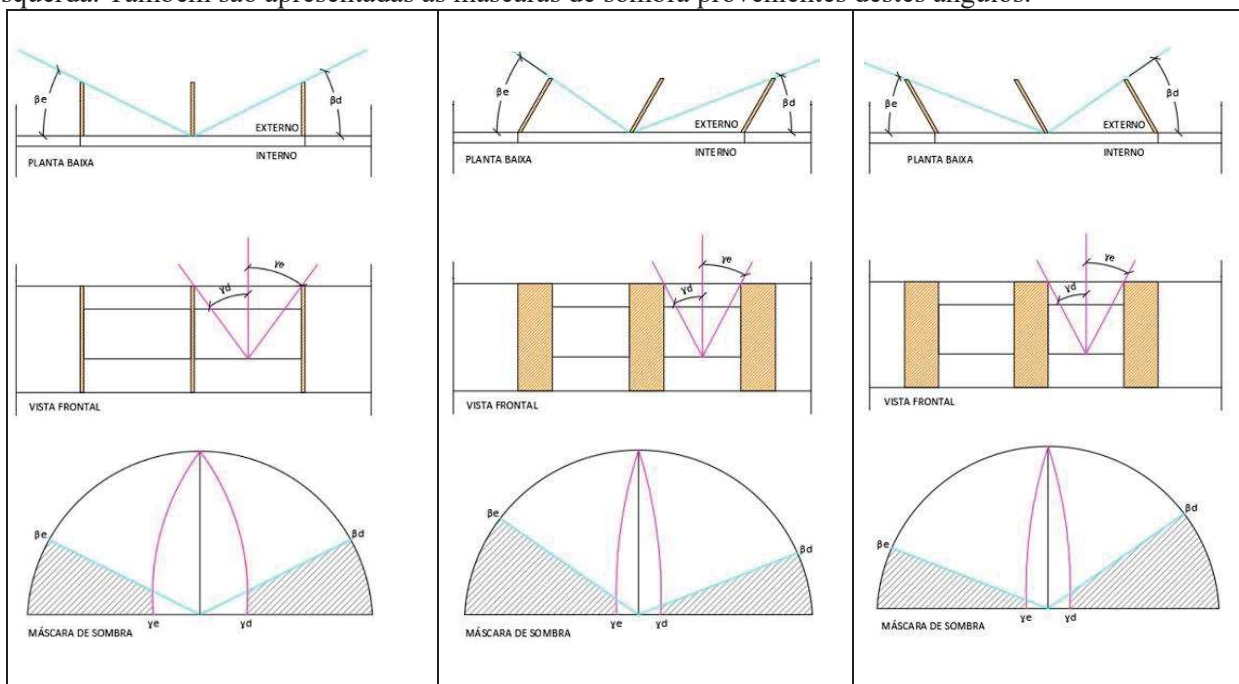 squerda. Também são apresentadas as máscaras de sombra provenientes destes ângulos.
βe
βd
EXTERNO
INTERNO
PLANTA BAIXA
γe
γd
VISTA FRONTAL
βe
βd
γe
γd
MÁSCARA DE SOMBRA
βe
βd
EXTERNO
INTERNO
PLANTA BAIXA
γe
γd
VISTA FRONTAL
βe
βd
γe
γd
MÁSCARA DE SOMBRA
βe
βd
EXTERNO
INTERNO
PLANTA BAIXA
γe
γd
VISTA FRONTAL
βe
βd
γe
γd
MÁSCARA DE SOMBRA